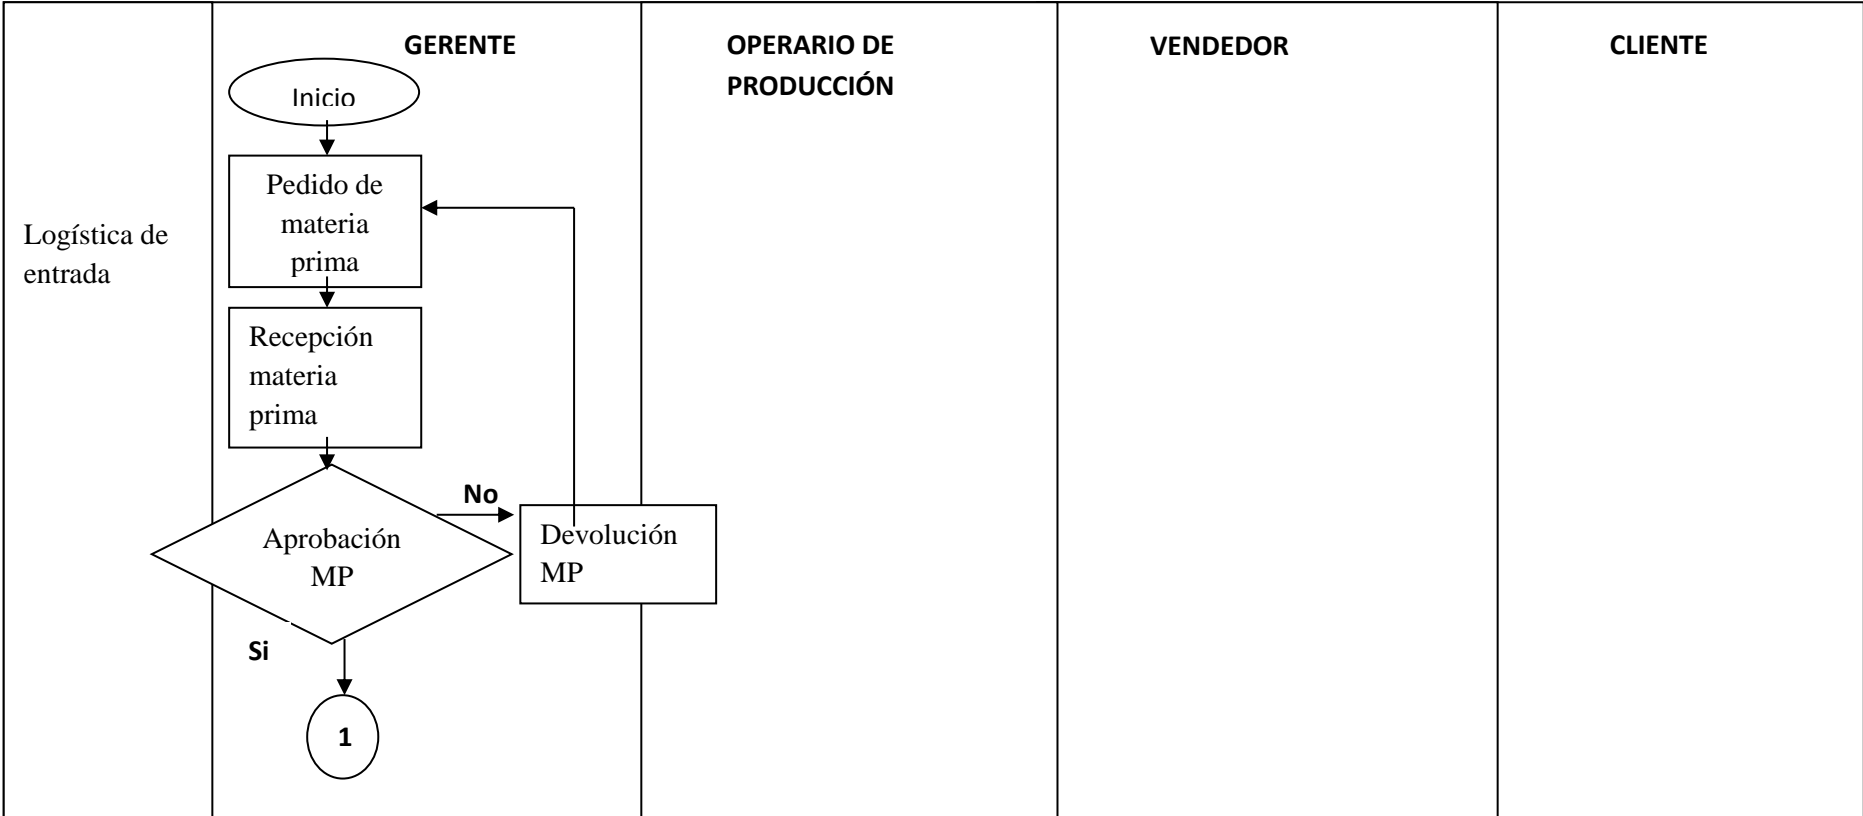 GERENTE
OPERARIO DE
PRODUCCIÓN
VENDEDOR
CLIENTE
Inicio
Pedido de
materia
prima
Logística de
entrada
Recepción
materia
prima
No
Aprobación
MP
Devolución
MP
Si
1